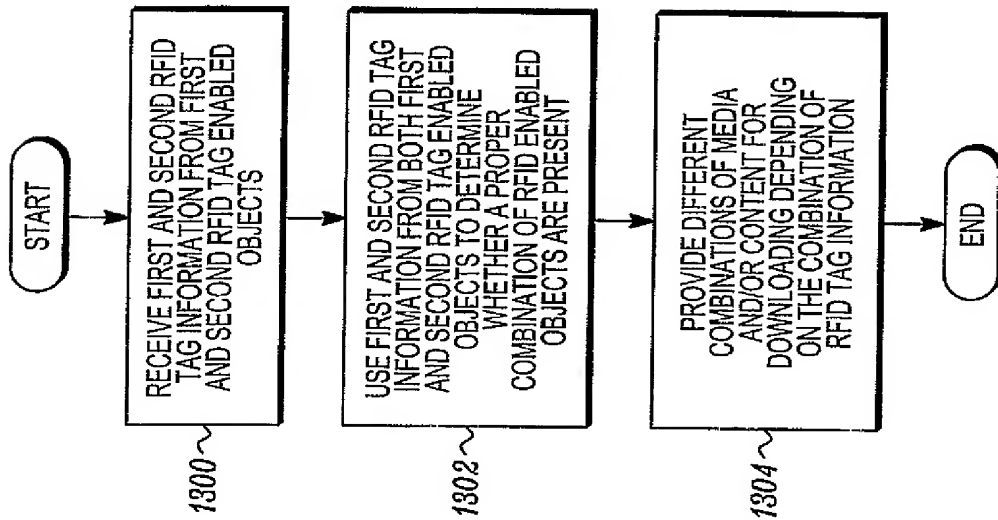 START
RECEIVE FIRST AND SECOND RFID
TAG INFORMATION FROM FIRST
AND SECOND RFID TAG ENABLED
OBJECTS
1300
USE FIRST AND SECOND RFID TAG
INFORMATION FROM BOTH FIRST
AND SECOND RFID TAG ENABLED
OBJECTS TO DETERMINE
WHETHER A PROPER
COMBINATION OF RFID ENABLED
OBJECTS ARE PRESENT
1302
PROVIDE DIFFERENT
COMBINATIONS OF MEDIA
AND/OR CONTENT FOR
DOWNLOADING DEPENDING
ON THE COMBINATION OF
RFID TAG INFORMATION
1304
END